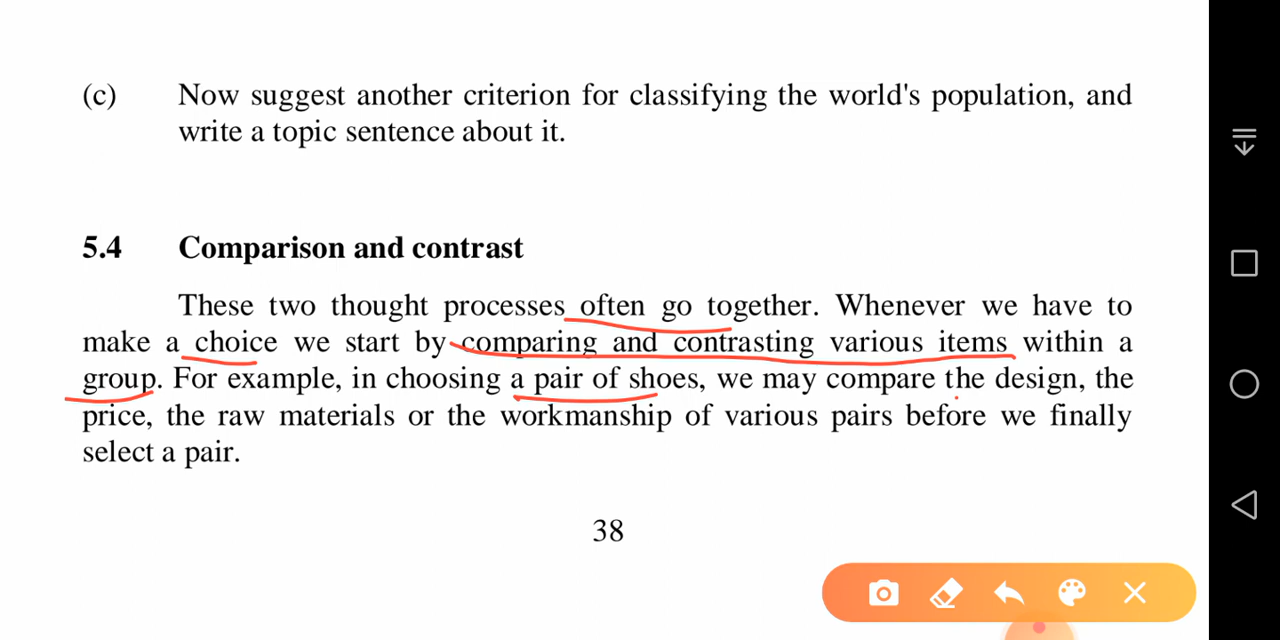 (c) Now suggest another criterion for classifying the world's population, and
write a topic sentence about it.
5.4 Comparison and contrast
These two thought processes often go together. Whenever we have to
make a choice we start by comparing and contrasting various items within a
group. For example, in choosing a pair of shoes, we may compare the design, the
price, the raw materials or the workmanship of various pairs before we finally
select a pair.
38